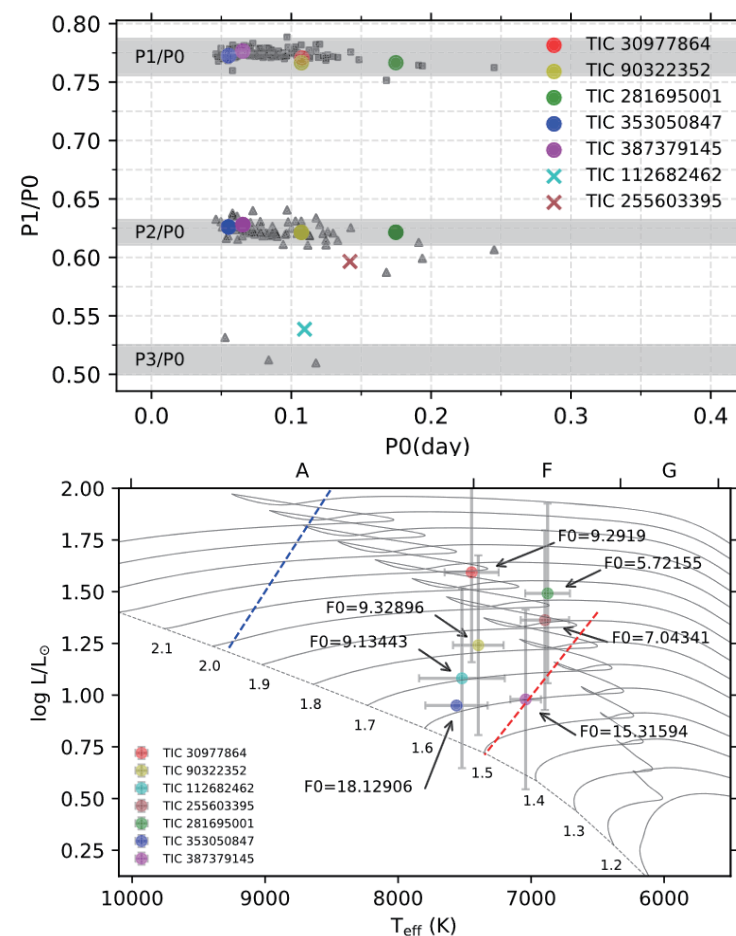 0.80
0.75
0.70
0.65
0.60
0.55
0.50
P1/P0
P1/P0
P2/P0
P3/P0
TIC 30977864
TIC 90322352
TIC 281695001
TIC 353050847
TIC 387379145
TIC 112682462
TIC 255603395
0.0
0.1
0.2
0.3
0.4
P0(day)
A
F
G
2.00
1.75
1.50
1.25
1.00
0.75
0.50
0.25
log L/L☉
F0=9.2919
F0=5.72155
F0=9.32896
F0=9.13443
F0=7.04341
F0=15.31594
F0=18.12906
2.1
2.0
1.9
1.8
1.7
1.6
1.5
1.4
1.3
1.2
TIC 30977864
TIC 90322352
TIC 112682462
TIC 255603395
TIC 281695001
TIC 353050847
TIC 387379145
10000
9000
8000
7000
6000
Teff (K)